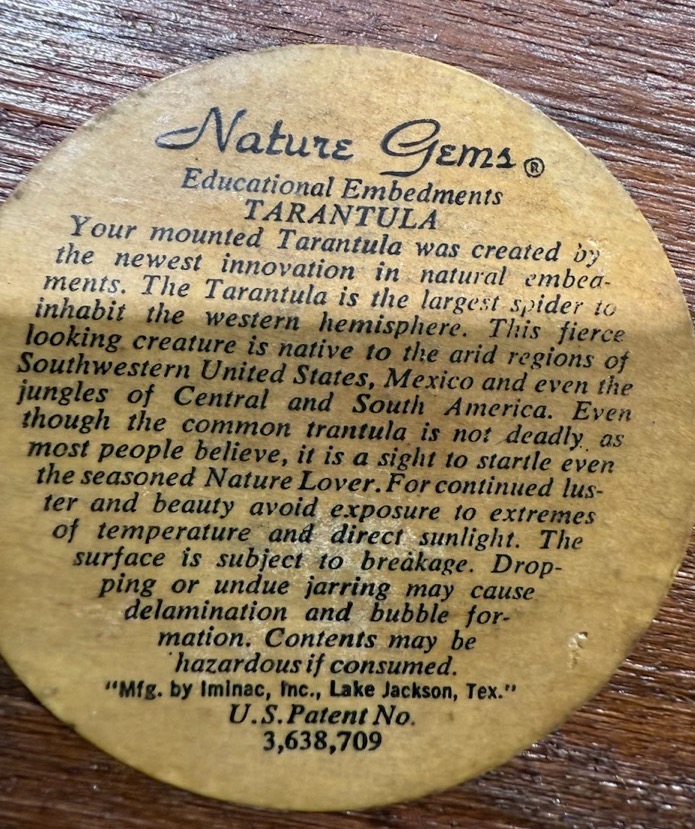 Nature Gems ®
Educational Embedments
TARANTULA
Your mounted Tarantula was created by
the newest innovation in natural embed-
ments. The Tarantula is the largest spider to
inhabit the western hemisphere. This fierce
looking creature is native to the arid regions of
Southwestern United States, Mexico and even the
jungles of Central and South America. Even
though the common trantula is not deadly as
most people believe, it is a sight to startle even
the seasoned Nature Lover. For continued lus-
ter and beauty avoid exposure to extremes
of temperature and direct sunlight. The
surface is subject to breakage. Drop-
ping or undue jarring may cause
delamination and bubble for-
mation. Contents may be
hazardous if consumed.
"Mfg. by Iminac, Inc., Lake Jackson, Tex."
U.S. Patent No.
3,638,709